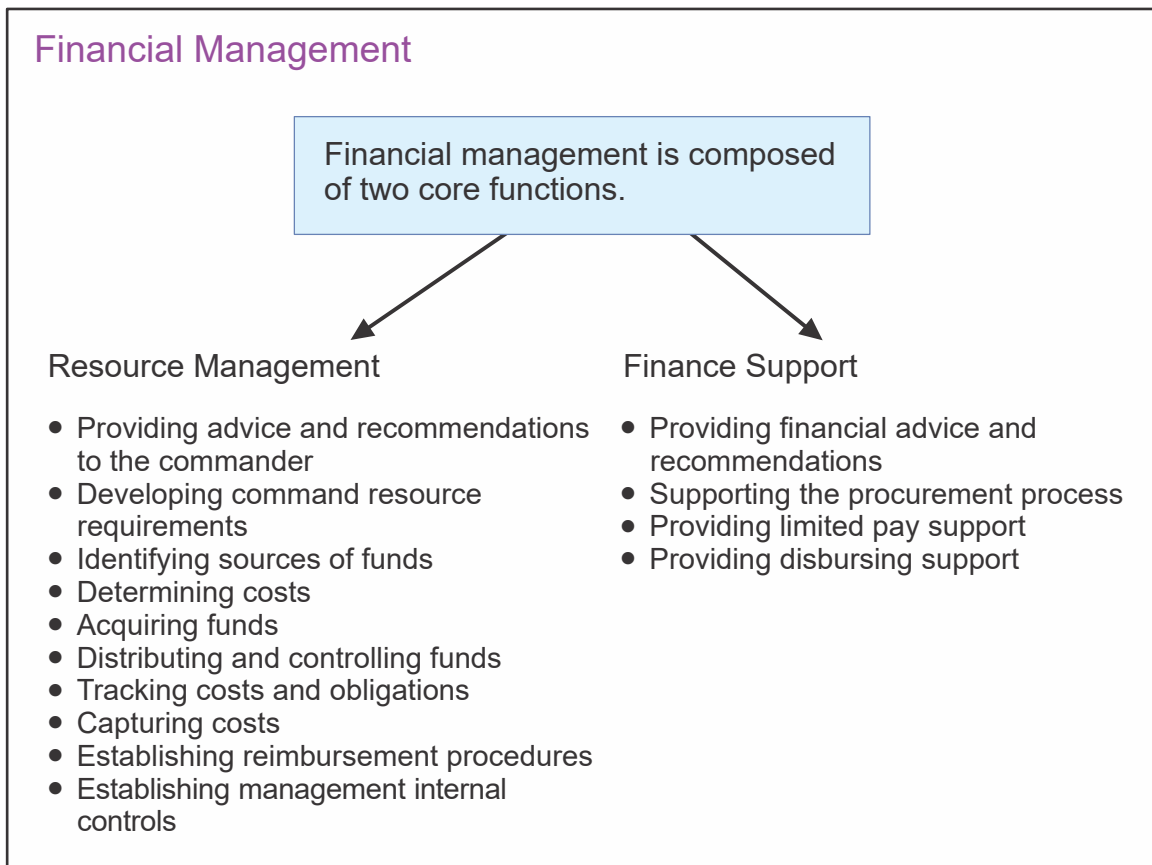 Financial Management
Financial management is composed
of two core functions.
Resource Management
• Providing advice and recommendations
to the commander
• Developing command resource
requirements
• Identifying sources of funds
• Determining costs
• Acquiring funds
• Distributing and controlling funds
• Tracking costs and obligations
• Capturing costs
• Establishing reimbursement procedures
• Establishing management internal
controls
Finance Support
• Providing financial advice and
recommendations
• Supporting the procurement process
• Providing limited pay support
• Providing disbursing support